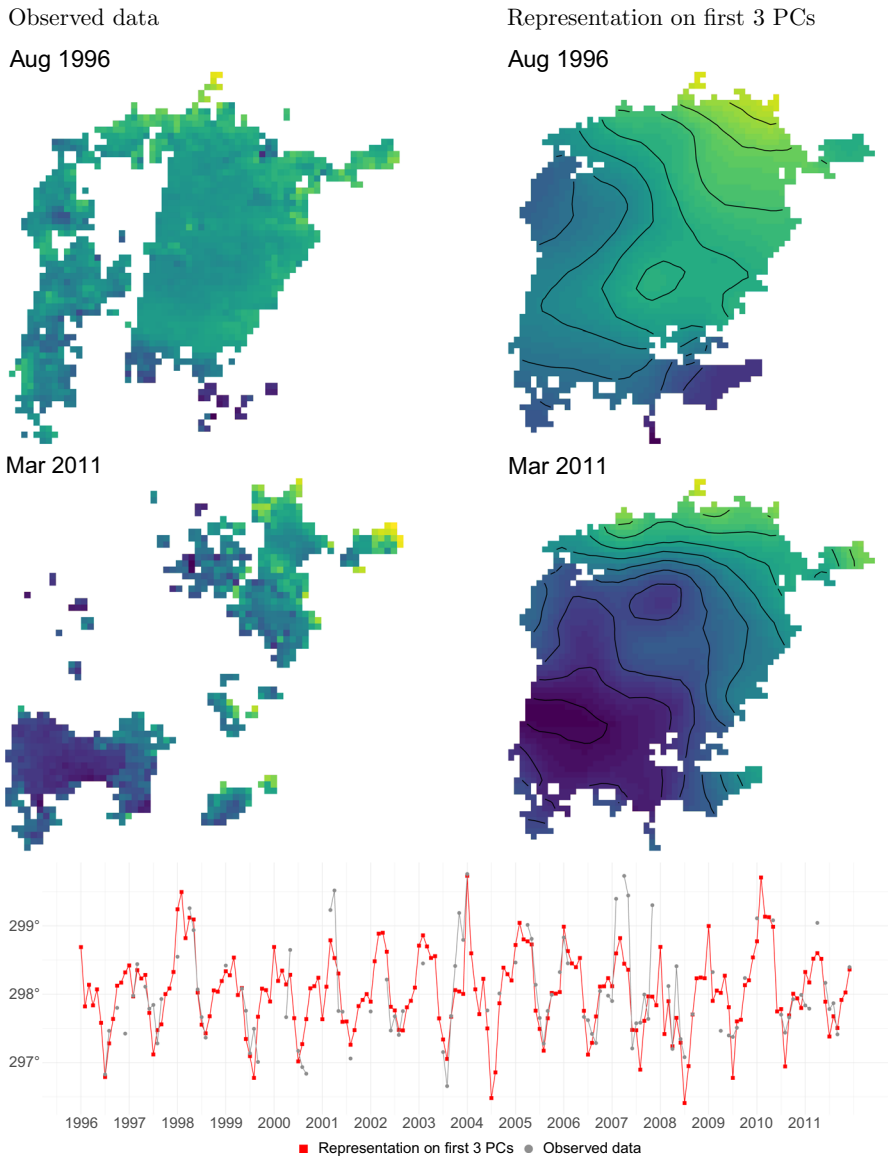 Observed data
Representation on first 3 PCs
Aug 1996
Aug 1996
Mar 2011
Mar 2011
299°
298
297°
1996 1997 1998 1999 2000 2001 2002 2003 2004 2005 2006 2007 2008 2009 2010 2011
Representation on first 3 PCs Observed data